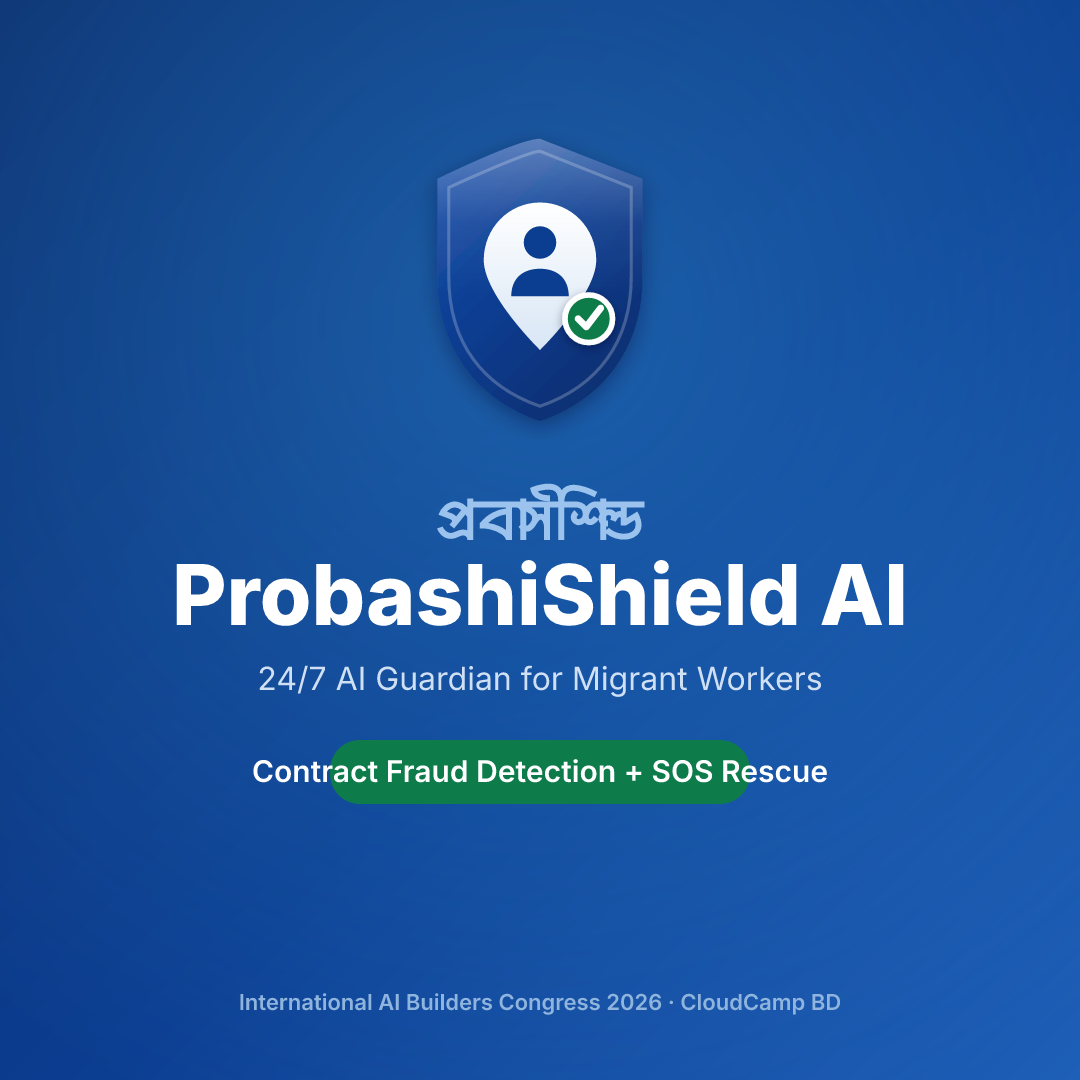 প্রবাসীশিল্ড
ProbashiShield AI
24/7 AI Guardian for Migrant Workers
Contract Fraud Detection + SOS Rescue
International AI Builders Congress 2026 · CloudCamp BD